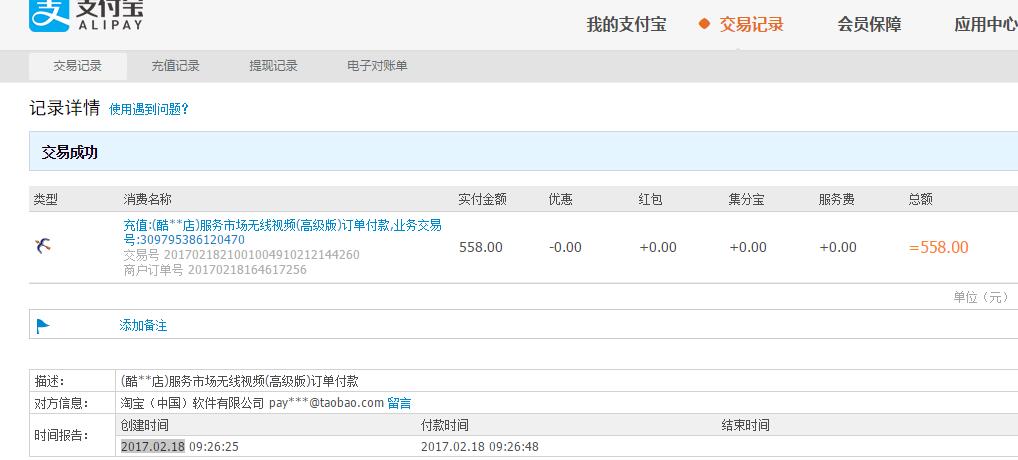 支付宝
ALIPAY
我的支付宝 交易记录 会员保障 应用中心
交易记录 充值记录 提现记录 电子对账单
记录详情 使用遇到问题?
交易成功
类型 消费名称 实付金额 优惠 红包 集分宝 服务费 总额
充值:(酷**店)服务市场无线视频(高级版)订单付款,业务交易
号:309795386120470
558.00 -0.00 +0.00 +0.00 +0.00 =558.00
交易号 2017021821001004910212144260
商户订单号 20170218164617256
单位（元）
添加备注
描述： (酷**店)服务市场无线视频(高级版)订单付款
对方信息： 淘宝（中国）软件有限公司 pay***@taobao.com 留言
时间报告： 创建时间 付款时间 结束时间
2017.02.18 09:26:25 2017.02.18 09:26:48